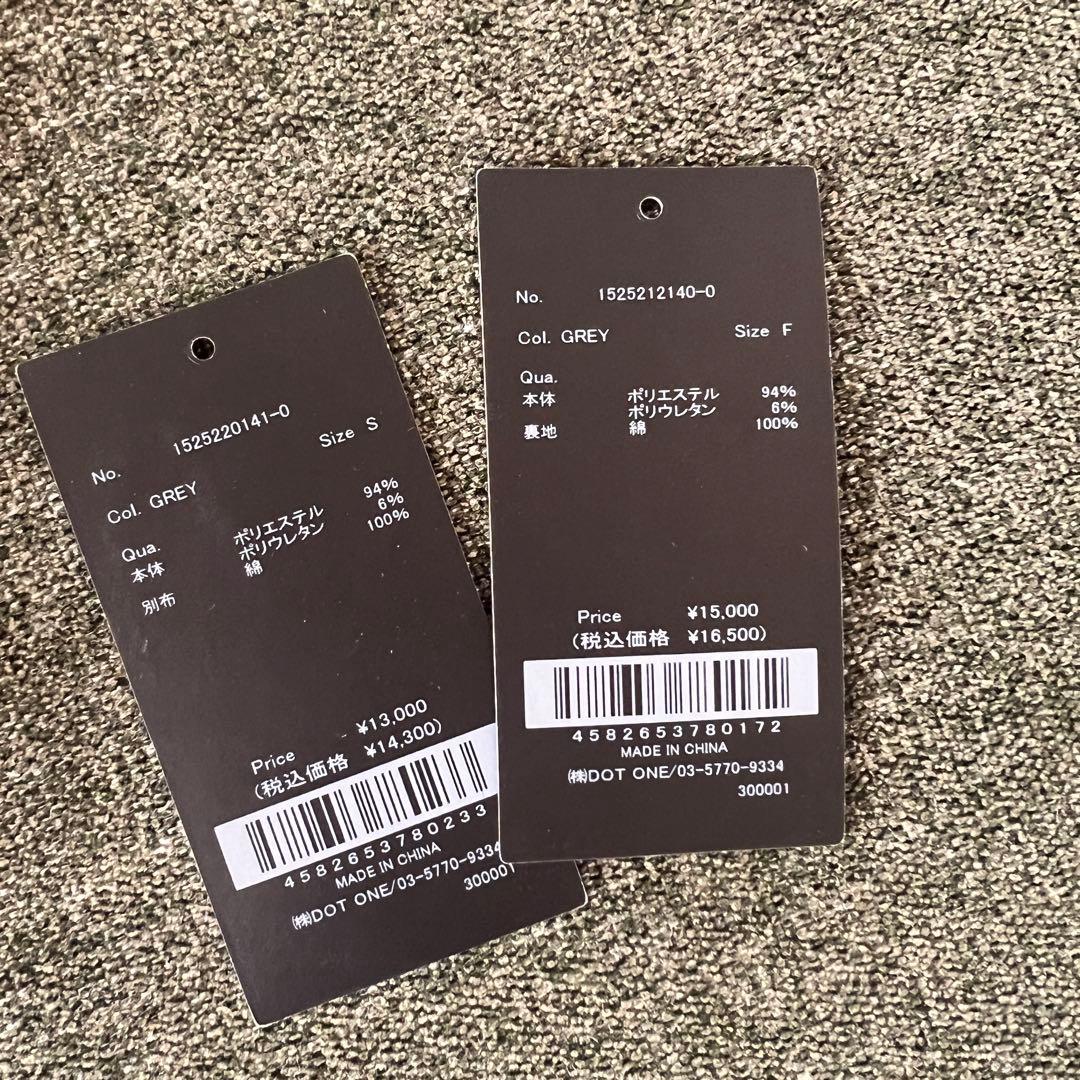 No. 1525220141-0
Col. GREY Size S
Qua.
本体 ポリエステル 94%
ポリウレタン 6%
別布 綿 100%
Price ¥13,000
(税込価格 ¥14,300)
4582653780233
MADE IN CHINA
㈱DOT ONE/03-5770-9334
300001
No. 1525212140-0
Col. GREY Size F
Qua.
本体 ポリエステル 94%
ポリウレタン 6%
裏地 綿 100%
Price ¥15,000
(税込価格 ¥16,500)
4582653780172
MADE IN CHINA
㈱DOT ONE/03-5770-9334
300001